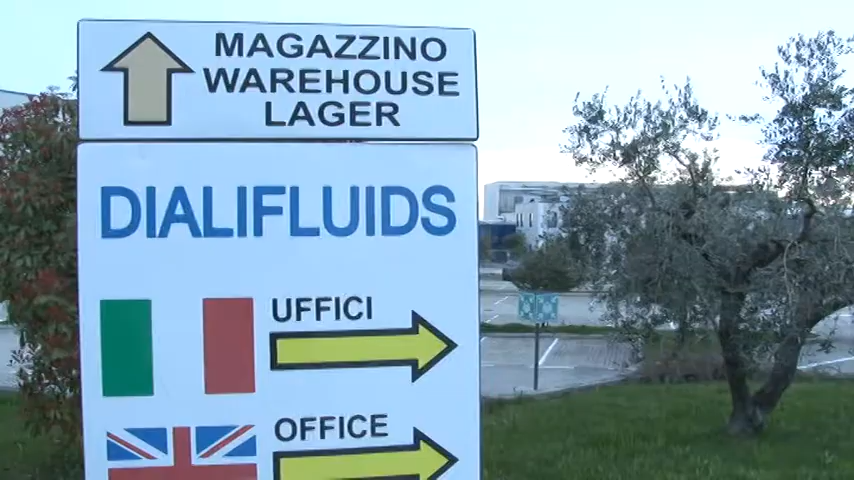 MAGAZZINO
WAREHOUSE
LAGER
DIALIFLUIDS
UFFICI
OFFICE